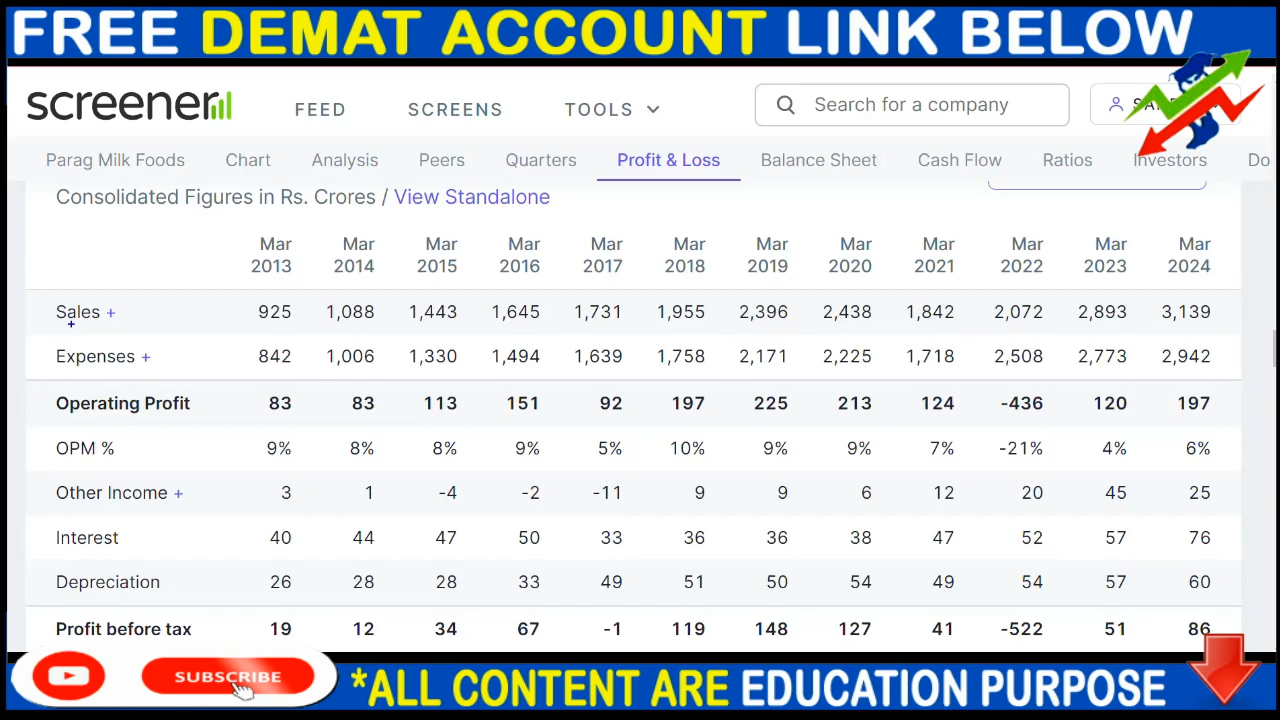 FREE DEMAT ACCOUNT LINK BELOW
screener FEED SCREENS TOOLS Search for a company
Parag Milk Foods Chart Analysis Peers Quarters Profit & Loss Balance Sheet Cash Flow Ratios Investors Do
Consolidated Figures in Rs. Crores / View Standalone
Mar Mar Mar Mar Mar Mar Mar Mar Mar Mar Mar Mar
2013 2014 2015 2016 2017 2018 2019 2020 2021 2022 2023 2024
Sales + 925 1,088 1,443 1,645 1,731 1,955 2,396 2,438 1,842 2,072 2,893 3,139
Expenses + 842 1,006 1,330 1,494 1,639 1,758 2,171 2,225 1,718 2,508 2,773 2,942
Operating Profit 83 83 113 151 92 197 225 213 124 -436 120 197
OPM % 9% 8% 8% 9% 5% 10% 9% 9% 7% -21% 4% 6%
Other Income + 3 1 -4 -2 -11 9 9 6 12 20 45 25
Interest 40 44 47 50 33 36 36 38 47 52 57 76
Depreciation 26 28 28 33 49 51 50 54 49 54 57 60
Profit before tax 19 12 34 67 -1 119 148 127 41 -522 51 86
SUBSCRIBE *ALL CONTENT ARE EDUCATION PURPOSE